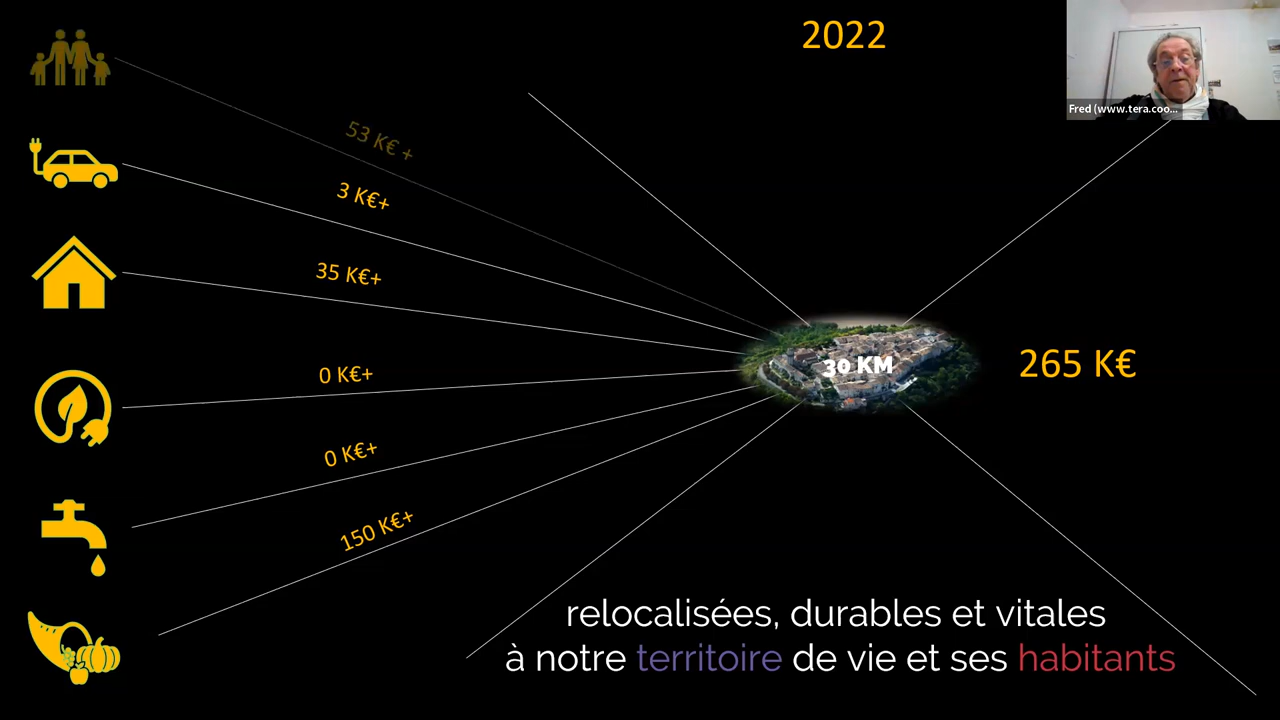 2022
Fred (www.tera.coo...
53 K€ +
3 K€+
35 K€+
0 K€+
0 K€+
150 K€+
30 KM
265 K€
relocalisées, durables et vitales
à notre territoire de vie et ses habitants